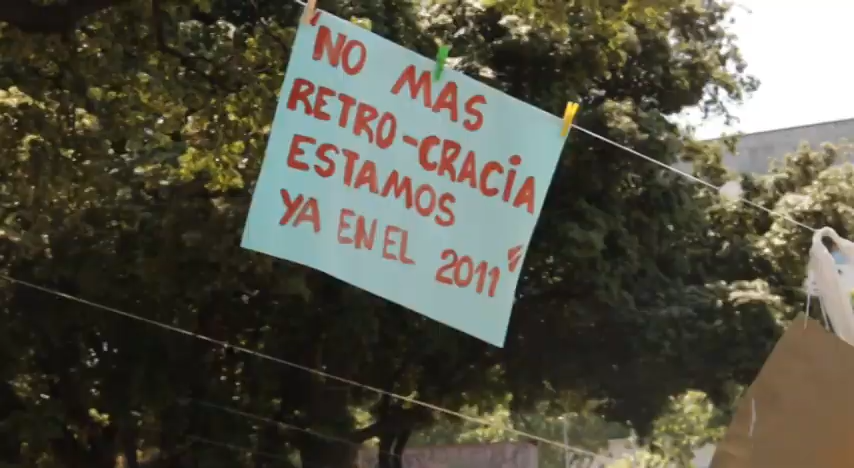 "NO MAS
RETRO-CRACiA
ESTAMOS
YA EN EL 2011"